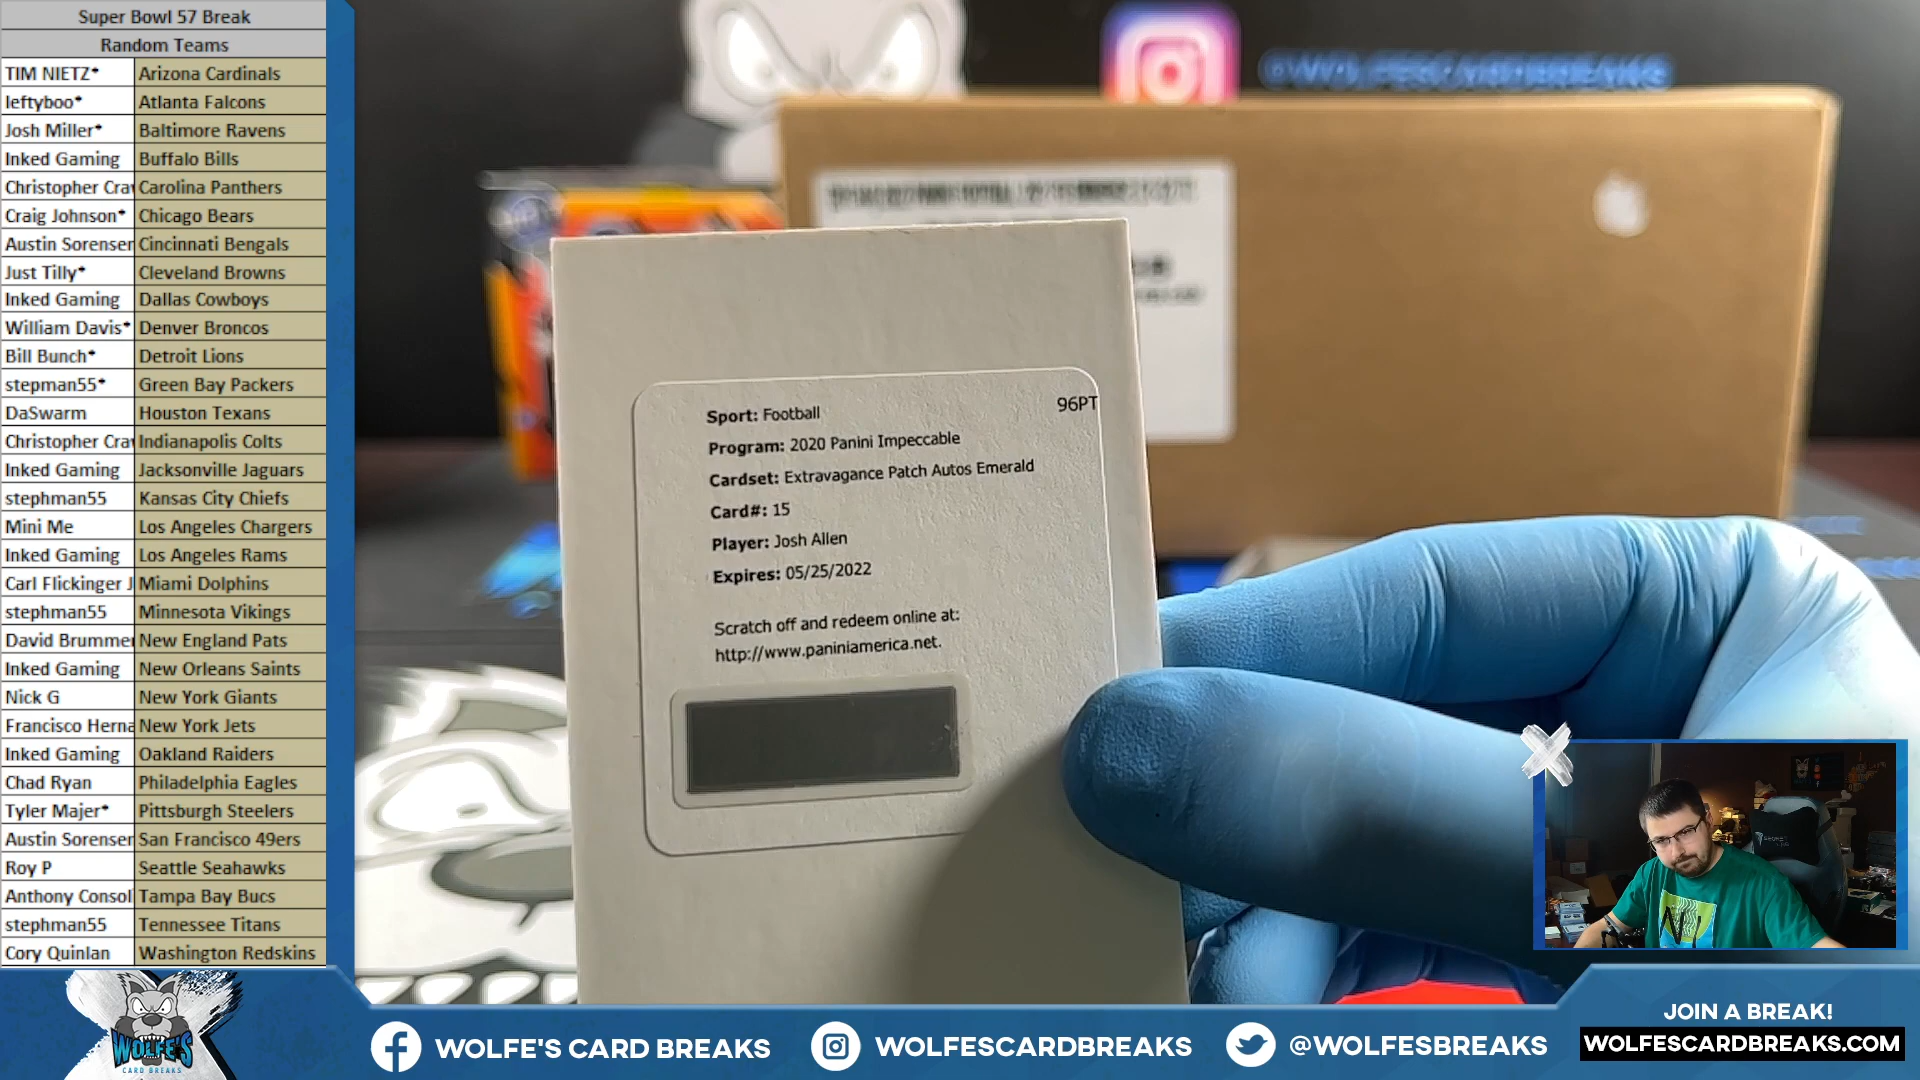 Super Bowl 57 Break
Random Teams
TIM NIETZ* Arizona Cardinals
leftyboo* Atlanta Falcons
Josh Miller* Baltimore Ravens
Inked Gaming Buffalo Bills
Christopher Cra Carolina Panthers
Craig Johnson* Chicago Bears
Austin Sorenser Cincinnati Bengals
Just Tilly* Cleveland Browns
Inked Gaming Dallas Cowboys
William Davis* Denver Broncos
Bill Bunch* Detroit Lions
stepman55* Green Bay Packers
DaSwarm Houston Texans
Christopher Cra Indianapolis Colts
Inked Gaming Jacksonville Jaguars
stephman55 Kansas City Chiefs
Mini Me Los Angeles Chargers
Inked Gaming Los Angeles Rams
Carl Flickinger J Miami Dolphins
stephman55 Minnesota Vikings
David Brummer New England Pats
Inked Gaming New Orleans Saints
Nick G New York Giants
Francisco Herna New York Jets
Inked Gaming Oakland Raiders
Chad Ryan Philadelphia Eagles
Tyler Majer* Pittsburgh Steelers
Austin Sorenser San Francisco 49ers
Roy P Seattle Seahawks
Anthony Consol Tampa Bay Bucs
stephman55 Tennessee Titans
Cory Quinlan Washington Redskins
@WOLFESCARDBREAKS
96PT
Sport: Football
Program: 2020 Panini Impeccable
Cardset: Extravagance Patch Autos Emerald
Card#: 15
Player: Josh Allen
Expires: 05/25/2022
Scratch off and redeem online at:
http://www.paniniamerica.net.
WOLFE'S
CARD BREAKS
WOLFE'S CARD BREAKS
WOLFESCARDBREAKS
@WOLFESBREAKS
JOIN A BREAK!
WOLFESCARDBREAKS.COM